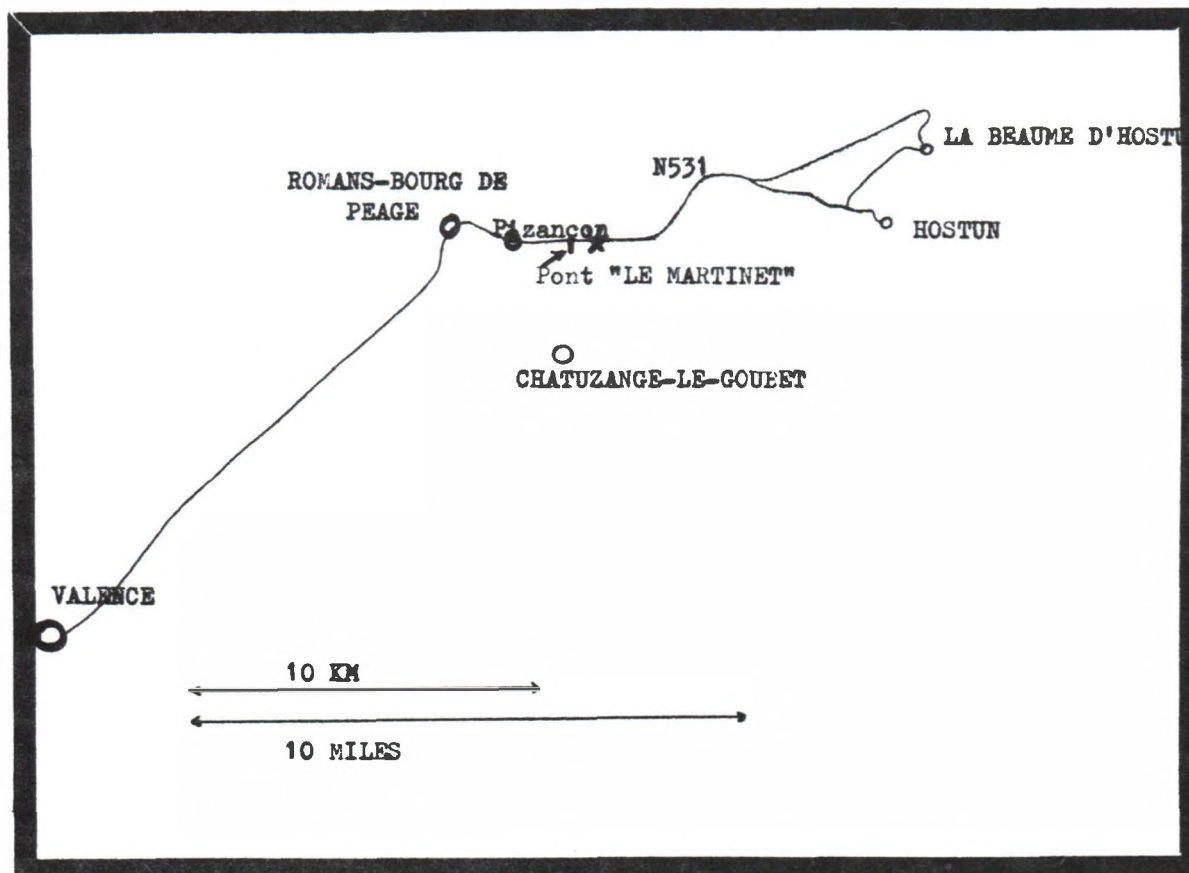 LA BEAUME D'HOSTU
N531
ROMANS-BOURG DE
PEAGE
Pizancon
HOSTUN
Pont "LE MARTINET"
CHATUZANGE-LE-GOUBET
VALENCE
10 KM
10 MILES